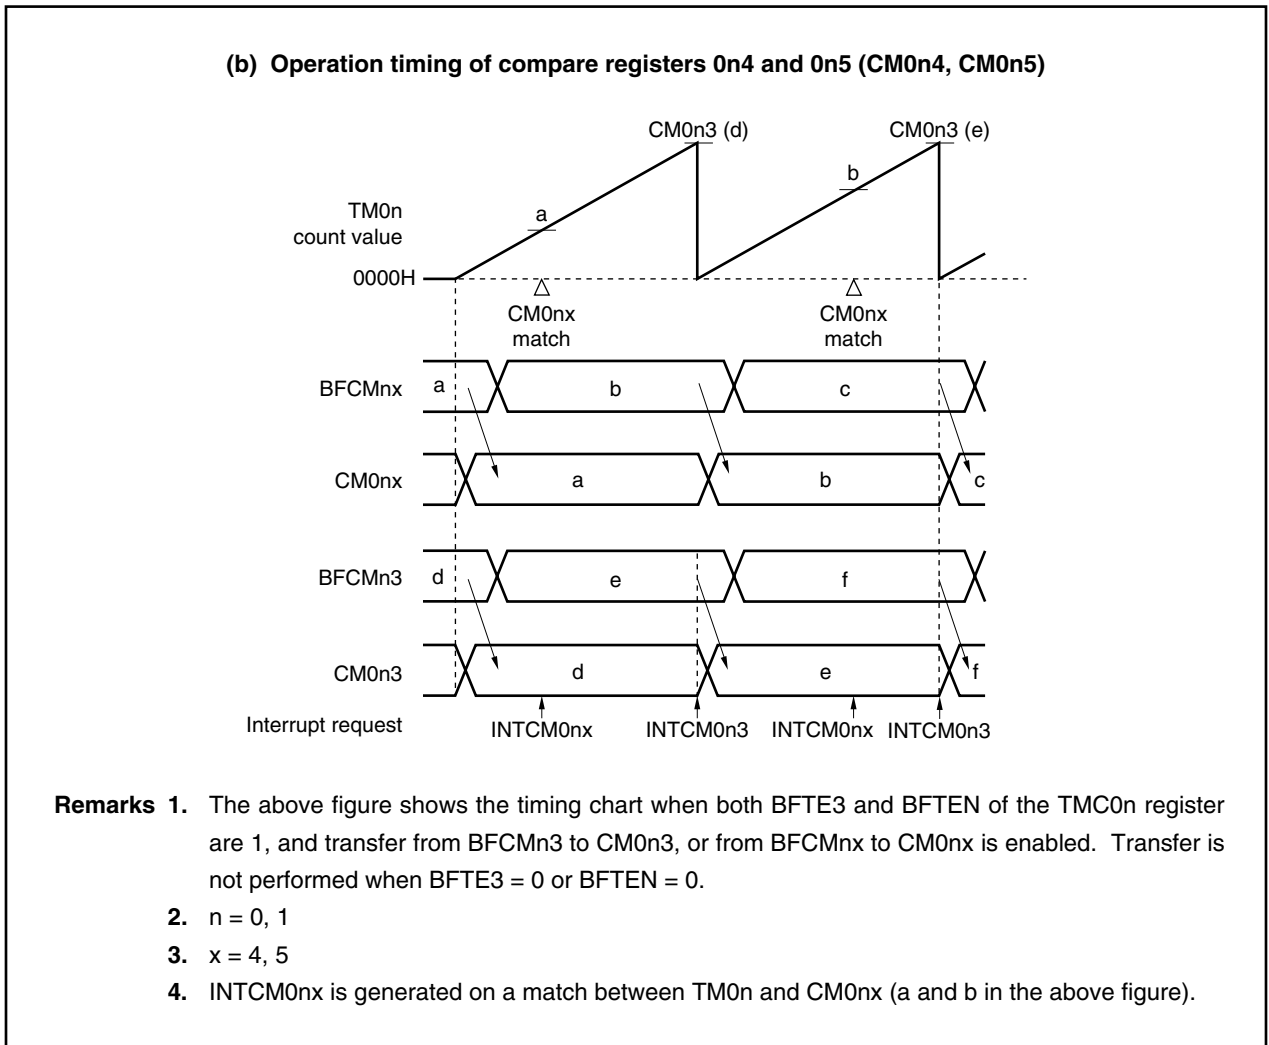 (b) Operation timing of compare registers 0n4 and 0n5 (CM0n4, CM0n5)
CM0n3 (d)
CM0n3 (e)
b
a
TM0n
count value
0000H
CM0nx
match
CM0nx
match
BFCMnx
a
b
c
CM0nx
a
b
c
BFCMn3
d
e
f
CM0n3
d
e
f
Interrupt request
INTCM0nx
INTCM0n3
INTCM0nx
INTCM0n3
Remarks 1. The above figure shows the timing chart when both BFTE3 and BFTEN of the TMC0n register
are 1, and transfer from BFCMn3 to CM0n3, or from BFCMnx to CM0nx is enabled. Transfer is
not performed when BFTE3 = 0 or BFTEN = 0.
2. n = 0, 1
3. x = 4, 5
4. INTCM0nx is generated on a match between TM0n and CM0nx (a and b in the above figure).